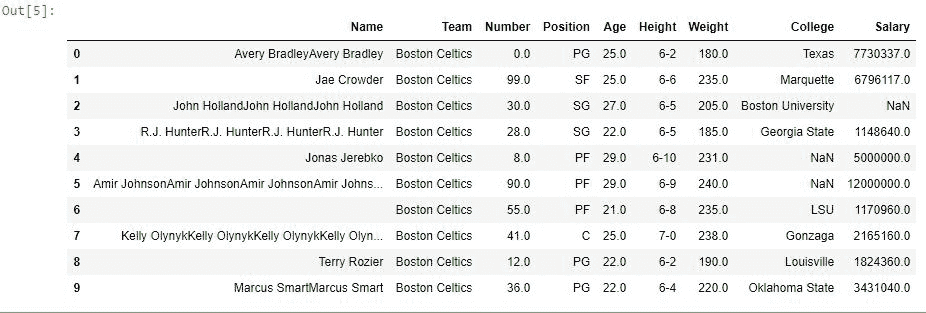 Out[5]:
Name Team Number Position Age Height Weight College Salary
0 Avery BradleyAvery Bradley Boston Celtics 0.0 PG 25.0 6-2 180.0 Texas 7730337.0
1 Jae Crowder Boston Celtics 99.0 SF 25.0 6-6 235.0 Marquette 6796117.0
2 John HollandJohn HollandJohn Holland Boston Celtics 30.0 SG 27.0 6-5 205.0 Boston University NaN
3 R.J. HunterR.J. HunterR.J. HunterR.J. Hunter Boston Celtics 28.0 SG 22.0 6-5 185.0 Georgia State 1148640.0
4 Jonas Jerebko Boston Celtics 8.0 PF 29.0 6-10 231.0 NaN 5000000.0
5 Amir JohnsonAmir JohnsonAmir JohnsonAmir Johns... Boston Celtics 90.0 PF 29.0 6-9 240.0 NaN 12000000.0
6 Boston Celtics 55.0 PF 21.0 6-8 235.0 LSU 1170960.0
7 Kelly OlynykKelly OlynykKelly OlynykKelly Olyn... Boston Celtics 41.0 C 25.0 7-0 238.0 Gonzaga 2165160.0
8 Terry Rozier Boston Celtics 12.0 PG 22.0 6-2 190.0 Louisville 1824360.0
9 Marcus SmartMarcus Smart Boston Celtics 36.0 PG 22.0 6-4 220.0 Oklahoma State 3431040.0